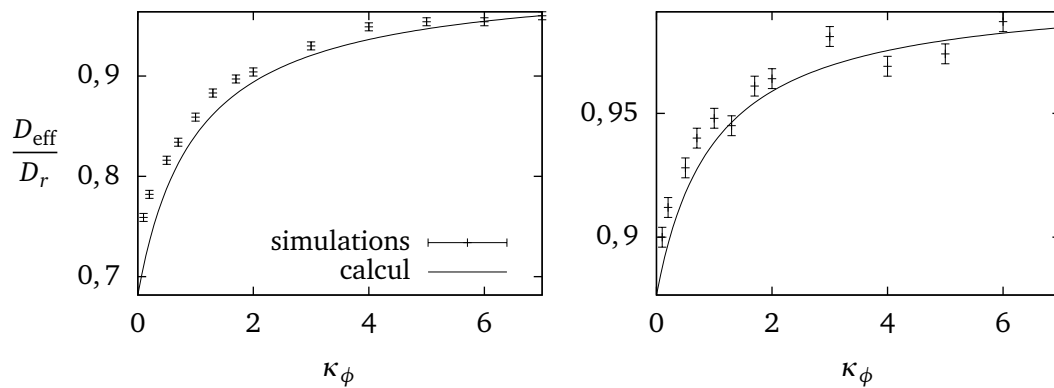 D_eff
D_r
0,9
0,8
0,7
simulations
calcul
0 2 4 6
κ_ϕ
0,95
0,9
0 2 4 6
κ_ϕ